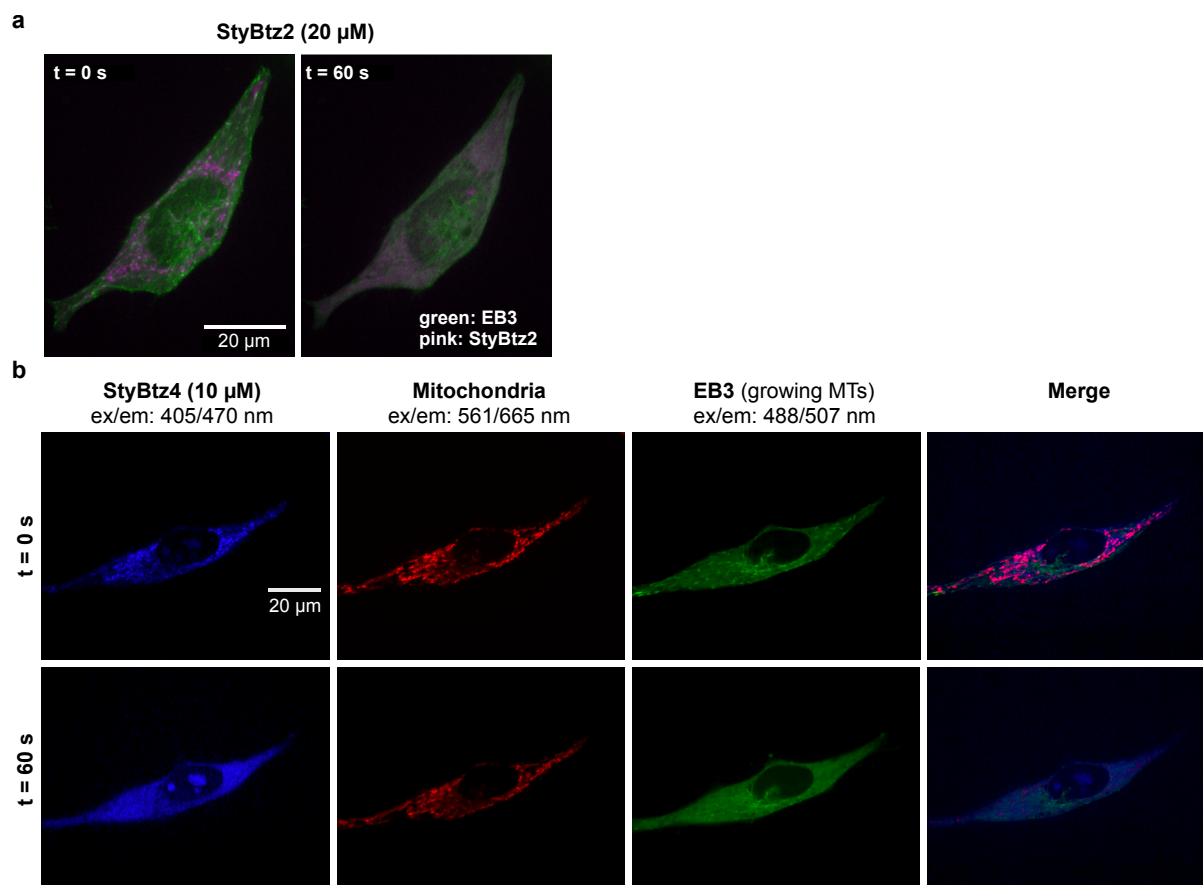 a
StyBtz2 (20 µM)
t = 0 s
t = 60 s
20 µm
green: EB3
pink: StyBtz2
b
StyBtz4 (10 µM)
ex/em: 405/470 nm
Mitochondria
ex/em: 561/665 nm
EB3 (growing MTs)
ex/em: 488/507 nm
Merge
t = 0 s
20 µm
t = 60 s